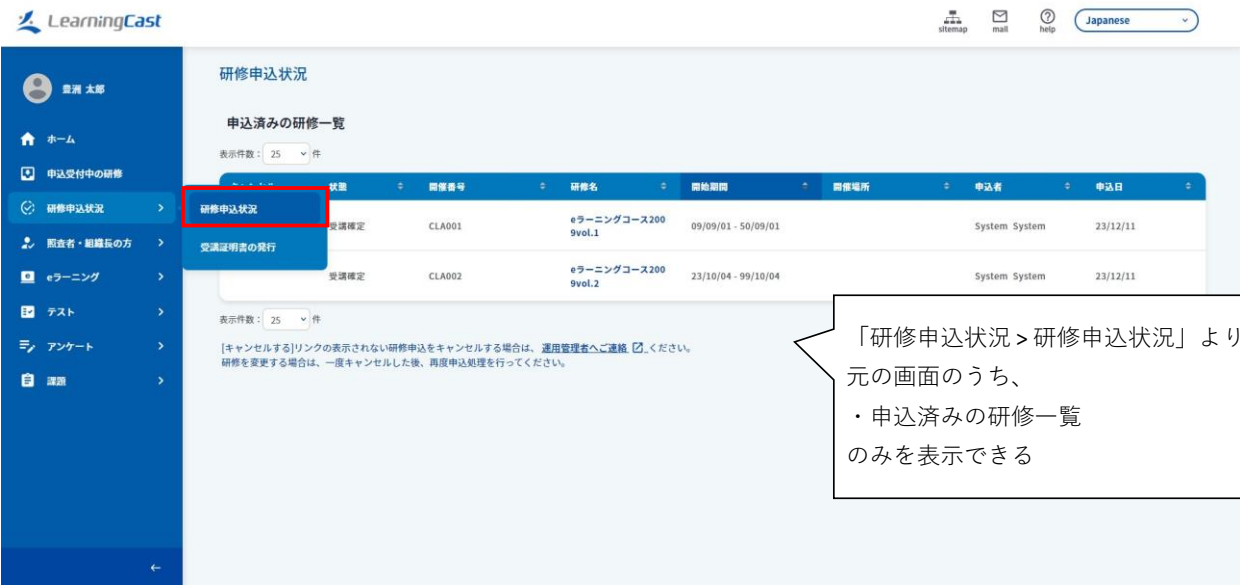 LearningCast
sitemap
mail
help
Japanese
豊洲 太郎
ホーム
申込受付中の研修
研修申込状況
照査者・組織長の方
eラーニング
テスト
アンケート
課題
研修申込状況
受講証明書の発行
研修申込状況
申込済みの研修一覧
表示件数： 25 件
状態 開催番号 研修名 開始期間 開催場所 申込者 申込日
受講確定 CLA001 eラーニングコース200 09/09/01 - 50/09/01 System System 23/12/11
9vol.1
受講確定 CLA002 eラーニングコース200 23/10/04 - 99/10/04 System System 23/12/11
9vol.2
表示件数： 25 件
[キャンセルする]リンクの表示されない研修申込をキャンセルする場合は、 運用管理者へご連絡 ください。
研修を変更する場合は、一度キャンセルした後、再度申込処理を行ってください。
「研修申込状況 > 研修申込状況」より
元の画面のうち、
・申込済みの研修一覧
のみを表示できる